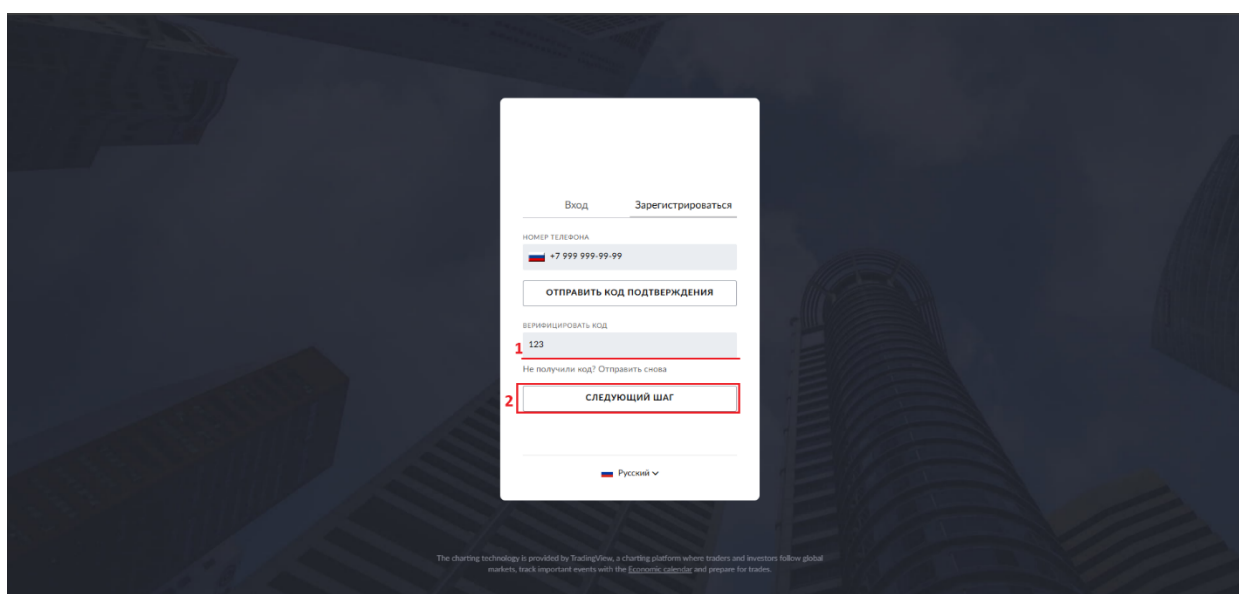 Вход Зарегистрироваться
НОМЕР ТЕЛЕФОНА
+7 999 999-99-99
ОТПРАВИТЬ КОД ПОДТВЕРЖДЕНИЯ
ВЕРИФИЦИРОВАТЬ КОД
1 123
Не получили код? Отправить снова
2 СЛЕДУЮЩИЙ ШАГ
Русский
The charting technology is provided by TradingView, a charting platform where traders and investors follow global
markets, track important events with the Economic calendar and prepare for trades.